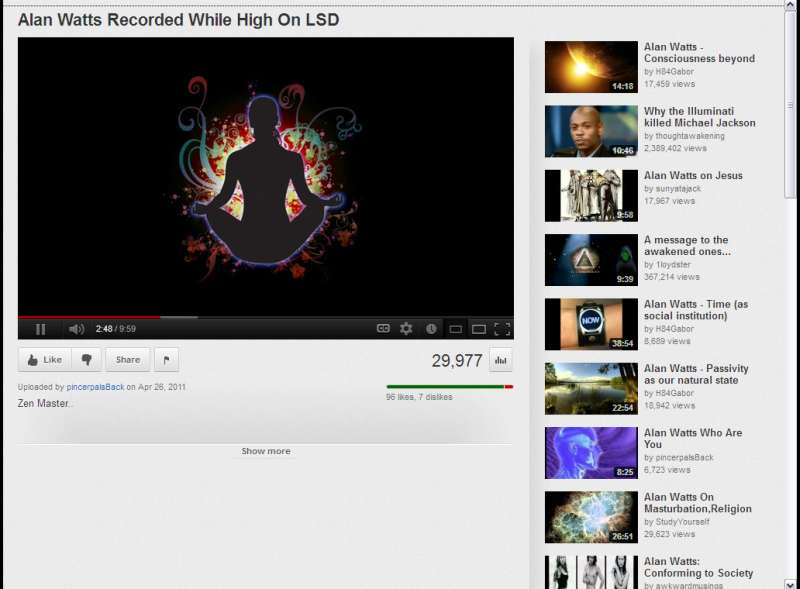 Alan Watts Recorded While High On LSD
2:48 / 9:59
CC
Like
Share
29,977
Uploaded by pincerpalsBack on Apr 26, 2011
96 likes, 7 dislikes
Zen Master..
Show more
14:18
Alan Watts -
Consciousness beyond
by H84Gabor
17,459 views
10:46
Why the Illuminati
killed Michael Jackson
by thoughtawakening
2,389,402 views
9:58
Alan Watts on Jesus
by sunyatajack
17,967 views
9:39
A message to the
awakened ones...
by 1loydster
367,214 views
NOW
38:54
Alan Watts - Time (as
social institution)
by H84Gabor
8,689 views
22:54
Alan Watts - Passivity
as our natural state
by H84Gabor
18,942 views
8:25
Alan Watts Who Are
You
by pincerpalsBack
6,723 views
26:51
Alan Watts On
Masturbation,Religion
by StudyYourself
29,623 views
Alan Watts:
Conforming to Society
by awkwardmusings